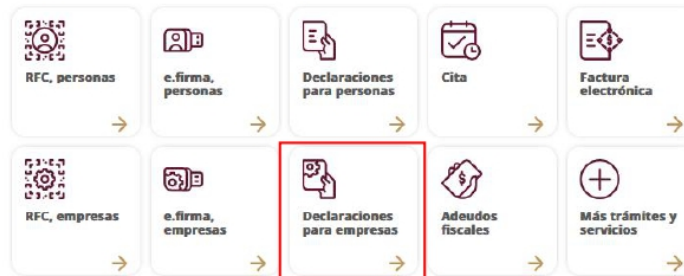 RFC, personas
e.firma,
personas
Declaraciones
para personas
Cita
Factura
electrónica
RFC, empresas
e.firma,
empresas
Declaraciones
para empresas
Adeudos
fiscales
Más trámites y
servicios